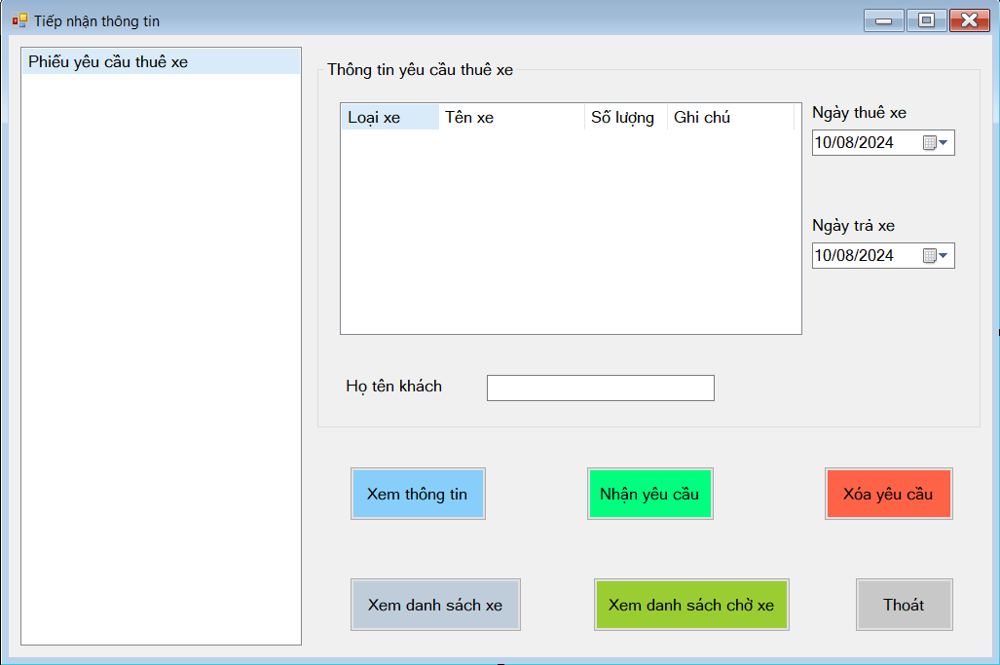 Tiếp nhận thông tin
Phiếu yêu cầu thuê xe
Thông tin yêu cầu thuê xe
Loại xe Tên xe Số lượng Ghi chú
Ngày thuê xe
10/08/2024
Ngày trả xe
10/08/2024
Họ tên khách
Xem thông tin Nhận yêu cầu Xóa yêu cầu
Xem danh sách xe Xem danh sách chờ xe Thoát